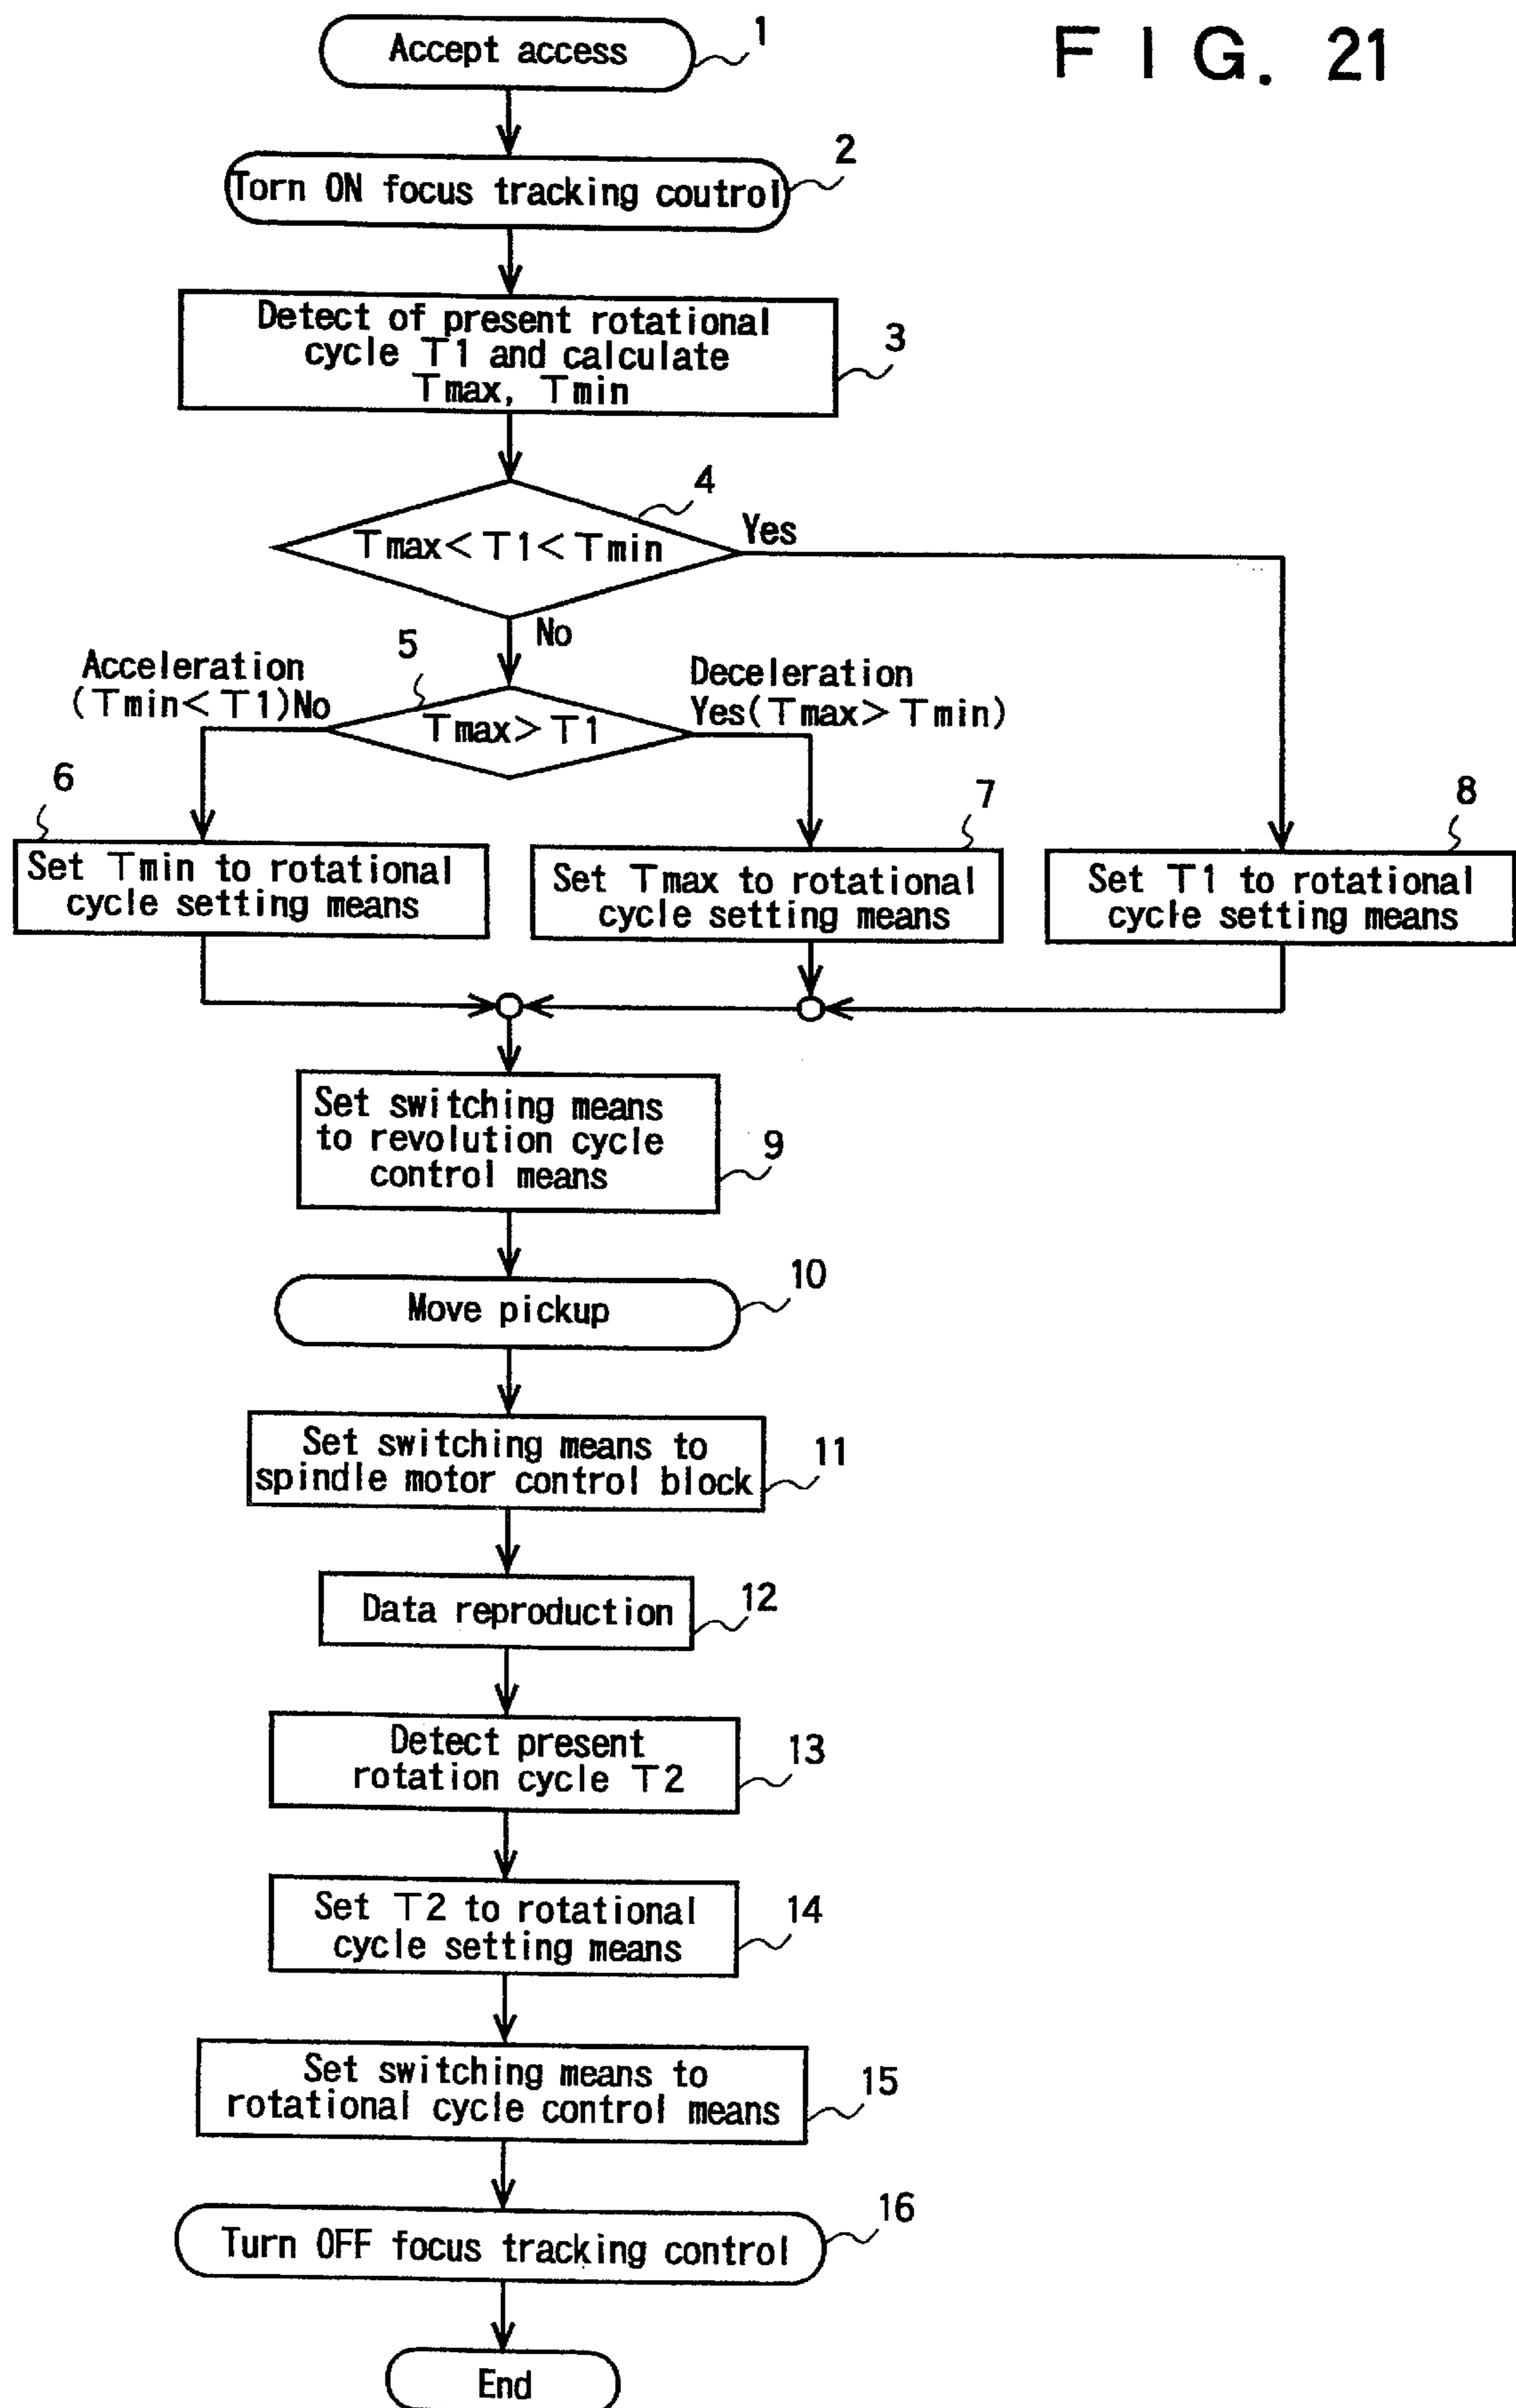 FIG. 21
Accept access
1
Torn ON focus tracking coutrol
2
Detect of present rotational
cycle T1 and calculate
Tmax, Tmin
3
4
Tmax<T1<Tmin
Yes
No
5
Acceleration
(Tmin<T1)No
Tmax>T1
Deceleration
Yes(Tmax>Tmin)
6
Set Tmin to rotational
cycle setting means
7
Set Tmax to rotational
cycle setting means
8
Set T1 to rotational
cycle setting means
Set switching means
to revolution cycle
control means
9
Move pickup
10
Set switching means to
spindle motor control block
11
Data reproduction
12
Detect present
rotation cycle T2
13
Set T2 to rotational
cycle setting means
14
Set switching means to
rotational cycle control means
15
Turn OFF focus tracking control
16
End